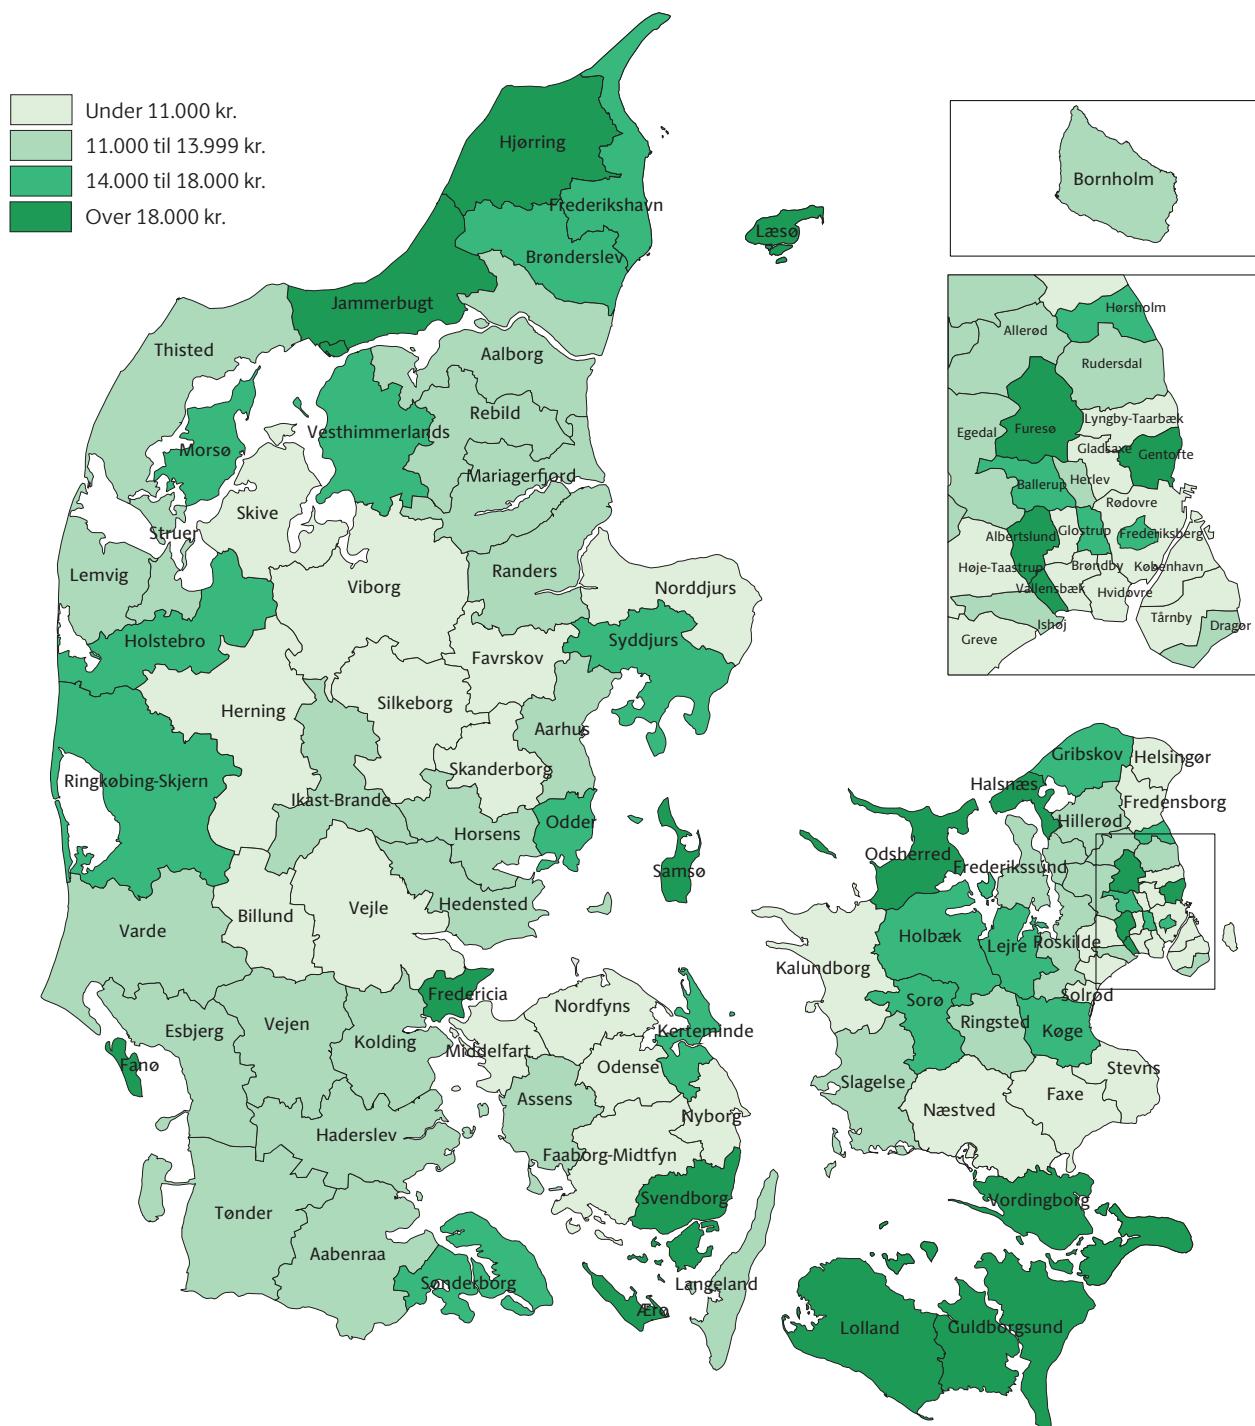 Under 11.000 kr.
11.000 til 13.999 kr.
14.000 til 18.000 kr.
Over 18.000 kr.
Hjørring
Frederikshavn
Læsø
Brønderslev
Jammerbugt
Thisted
Aalborg
Rebild
Vesthimmerlands
Morsø
Mariagerfjord
Skive
Struer
Lemvig
Viborg
Randers
Norddjurs
Holstebro
Syddjurs
Favrskov
Silkeborg
Herning
Aarhus
Skanderborg
Ringkøbing-Skjern
Ikast-Brande
Horsens
Odder
Samsø
Hedensted
Billund
Vejle
Varde
Fredericia
Esbjerg
Vejen
Kolding
Fanø
Haderslev
Tønder
Aabenraa
Sønderborg
Nordfyns
Middelfart
Kerteminde
Odense
Assens
Nyborg
Faaborg-Midtfyn
Svendborg
Langeland
Ærø
Bornholm
Hørsholm
Allerød
Rudersdal
Egedal
Furesø
Lyngby-Taarbæk
Gladsaxe
Gentofte
Ballerup
Herlev
Rødovre
Albertslund
Glostrup
Frederiksberg
Høje-Taastrup
Brøndby
København
Vallensbæk
Hvidovre
Tårnby
Ishøj
Dragør
Greve
Gribskov
Helsingør
Halsnæs
Fredensborg
Hillerød
Odsherred
Frederikssund
Holbæk
Lejre
Roskilde
Kalundborg
Solrød
Sorø
Ringsted
Køge
Stevns
Slagelse
Næstved
Faxe
Vordingborg
Lolland
Guldborgsund